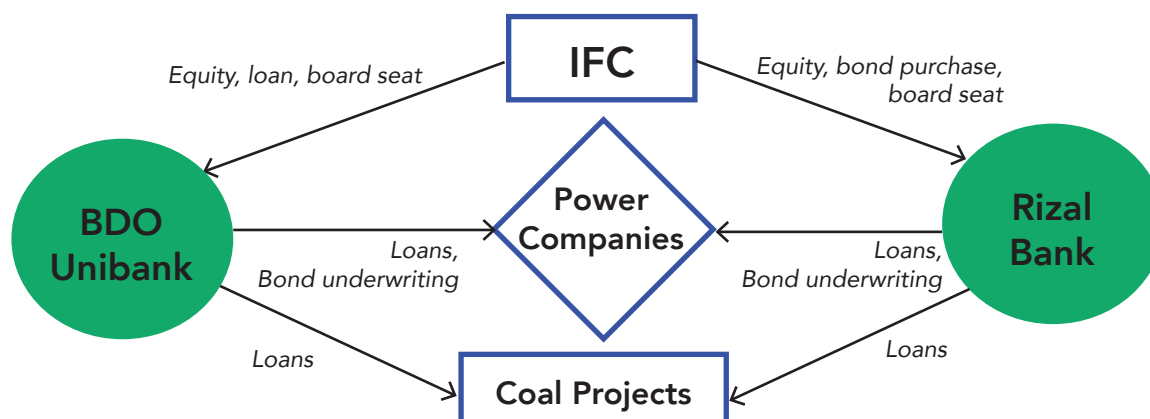 IFC
Equity, loan, board seat
Equity, bond purchase,
board seat
BDO
Unibank
Power
Companies
Rizal
Bank
Loans,
Bond underwriting
Loans,
Bond underwriting
Loans
Loans
Coal Projects